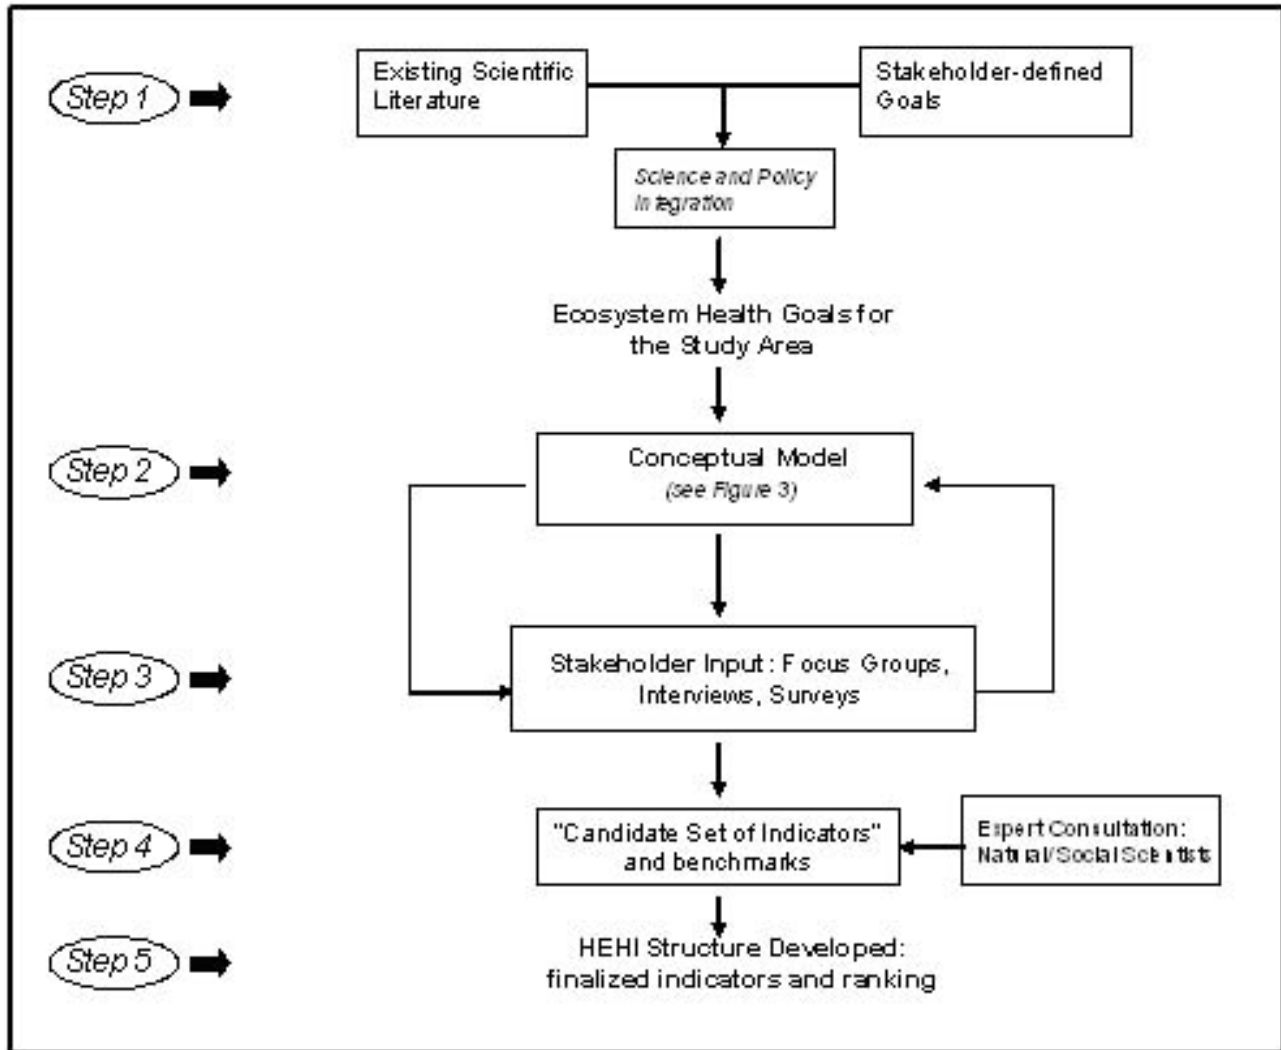 Step 1
Existing Scientific
Literature
Stakeholder-defined
Goals
Science and Policy
Integration
Ecosystem Health Goals for
the Study Area
Step 2
Conceptual Model
(see Figure 3)
Step 3
Stakeholder Input: Focus Groups,
Interviews, Surveys
Step 4
"Candidate Set of Indicators"
and benchmarks
Expert Consultation:
Natural/Social Scientists
Step 5
HEHI Structure Developed:
finalized indicators and ranking